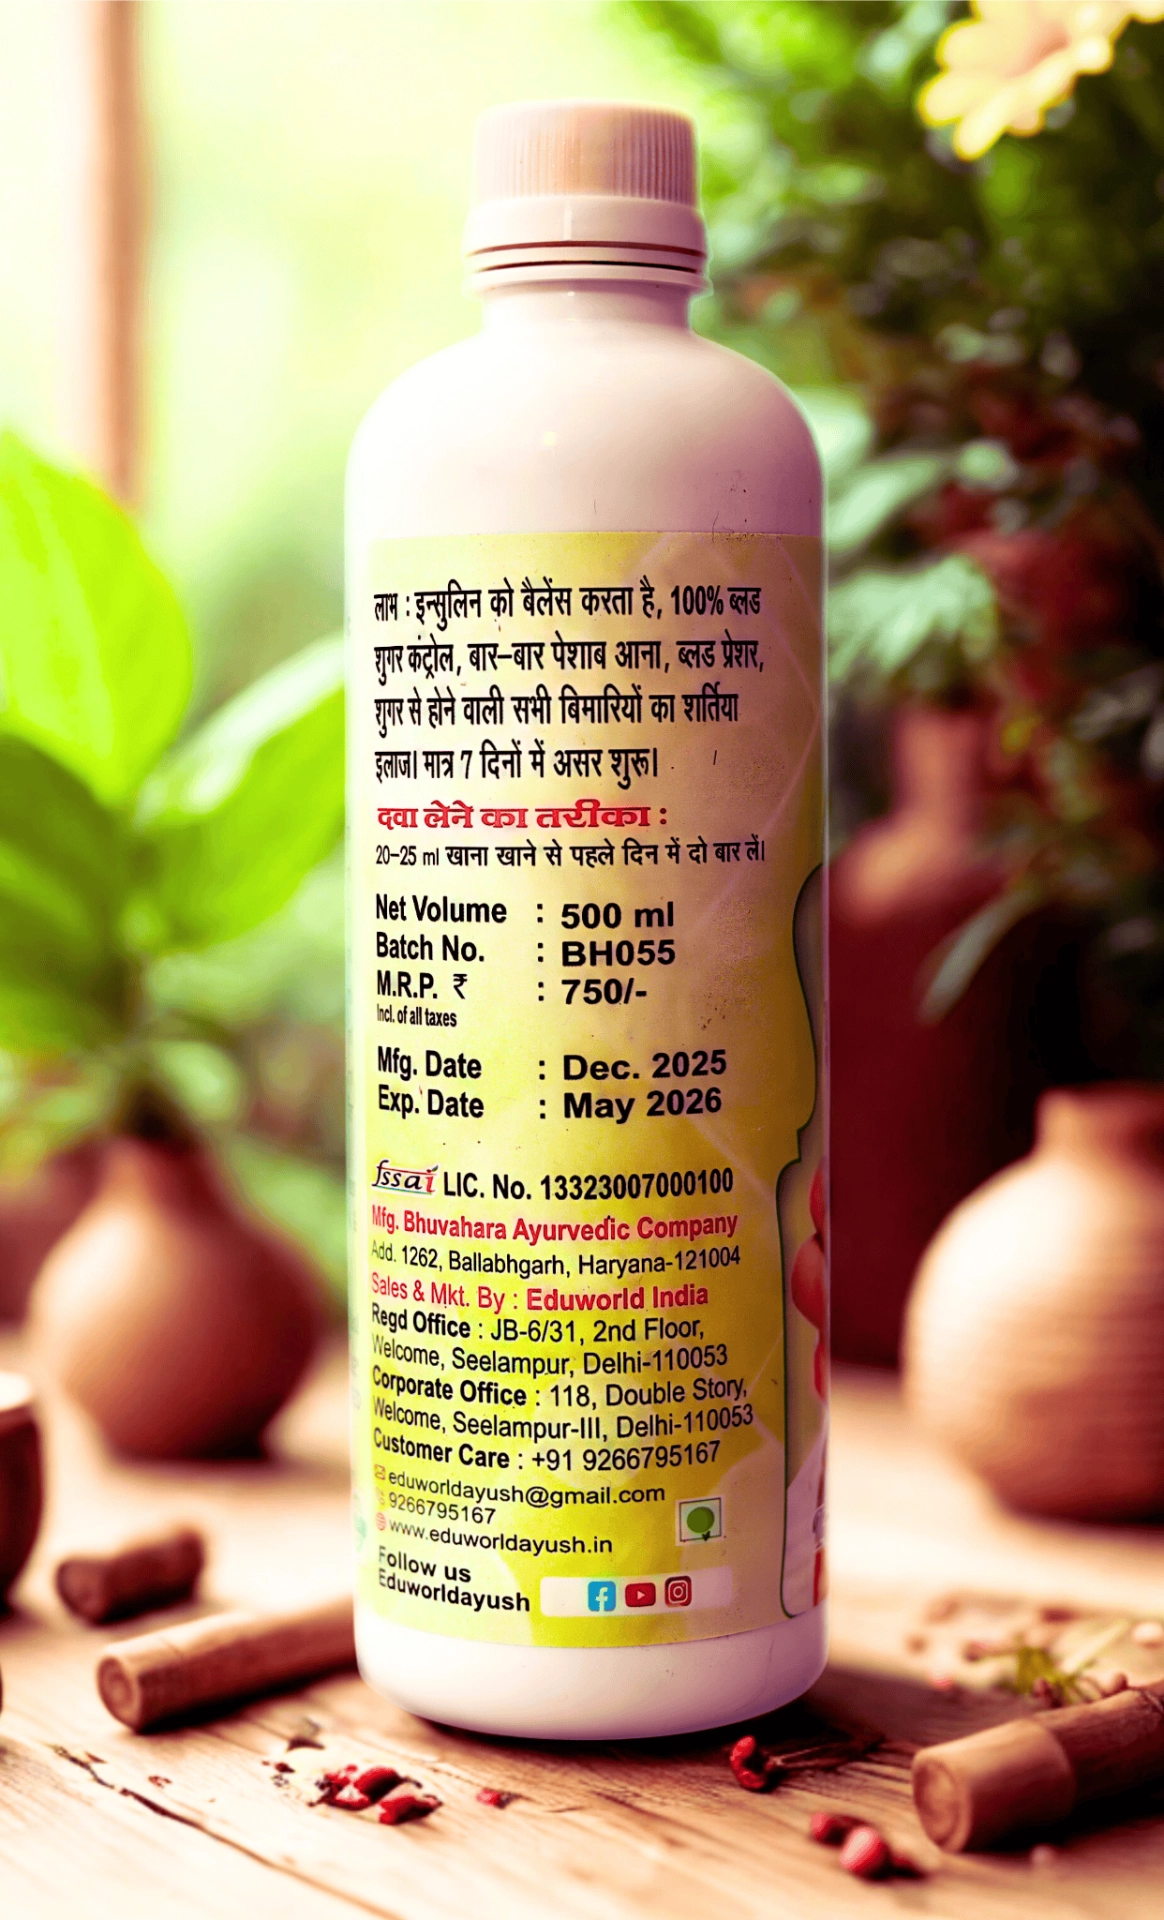 लाभ : इन्सुलिन को बैलेंस करता है, 100% ब्लड
शुगर कंट्रोल, बार-बार पेशाब आना, ब्लड प्रेशर,
शुगर से होने वाली सभी बिमारियों का शर्तिया
इलाज। मात्र 7 दिनों में असर शुरू।
दवा लेने का तरीका :
20-25 ml खाना खाने से पहले दिन में दो बार लें।
Net Volume : 500 ml
Batch No. : BH055
M.R.P. ₹ : 750/-
Incl. of all taxes
Mfg. Date : Dec. 2025
Exp. Date : May 2026
fssai LIC. No. 13323007000100
Mfg. Bhuvahara Ayurvedic Company
Add. 1262, Ballabhgarh, Haryana-121004
Sales & Mkt. By : Eduworld India
Regd Office : JB-6/31, 2nd Floor,
Welcome, Seelampur, Delhi-110053
Corporate Office : 118, Double Story,
Welcome, Seelampur-III, Delhi-110053
Customer Care : +91 9266795167
eduworldayush@gmail.com
9266795167
www.eduworldayush.in
Follow us
Eduworldayush